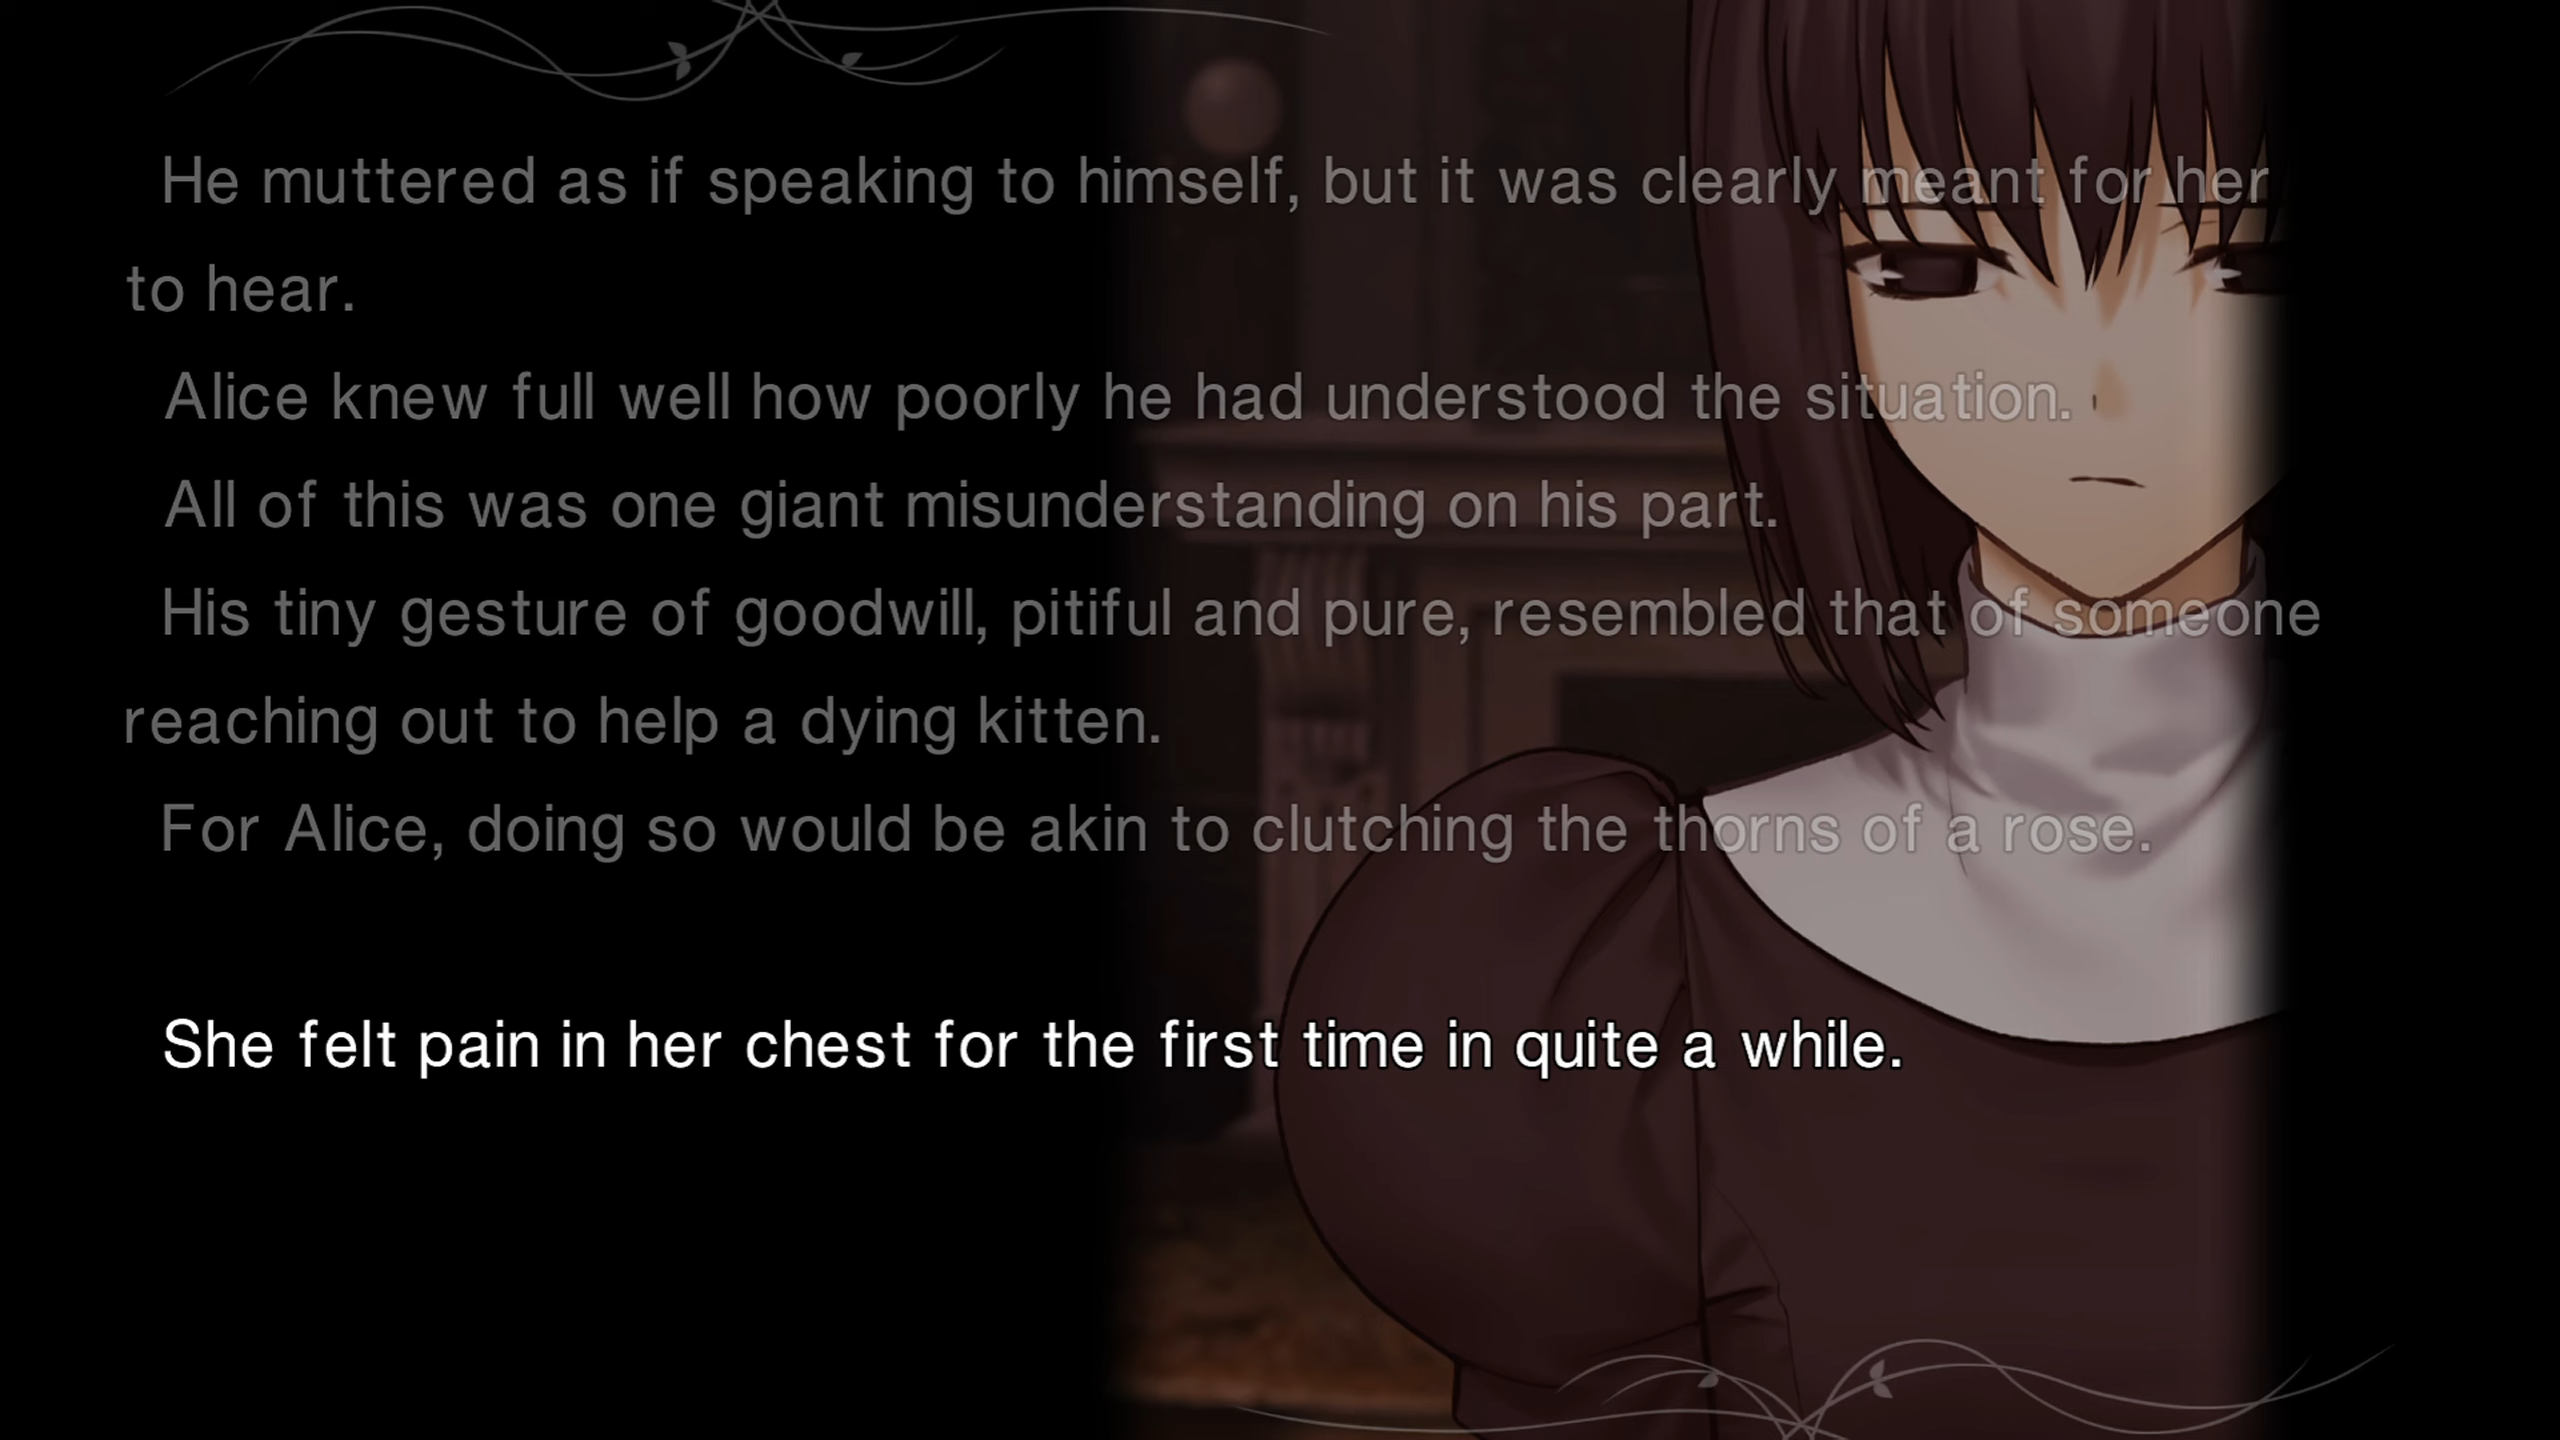 He muttered as if speaking to himself, but it was clearly meant for her
to hear.
Alice knew full well how poorly he had understood the situation.
All of this was one giant misunderstanding on his part.
His tiny gesture of goodwill, pitiful and pure, resembled that of someone
reaching out to help a dying kitten.
For Alice, doing so would be akin to clutching the thorns of a rose.
She felt pain in her chest for the first time in quite a while.